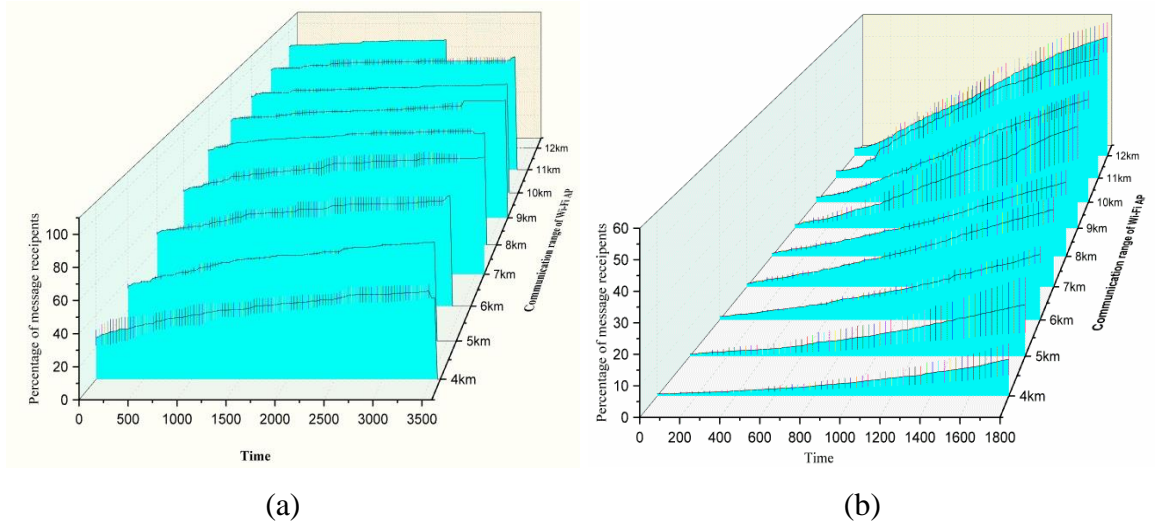 100
80
60
40
20
0
Percentage of message receipents
0 500 1000 1500 2000 2500 3000 3500
Time
4km
5km
6km
7km
8km
9km
10km
11km
12km
Communication range of Wi-Fi AP
(a)
60
50
40
30
20
10
0
Percentage of message receipients
0 200 400 600 800 1000 1200 1400 1600 1800
Time
4km
5km
6km
7km
8km
9km
10km
11km
12km
Communication range of Wi-Fi AP
(b)